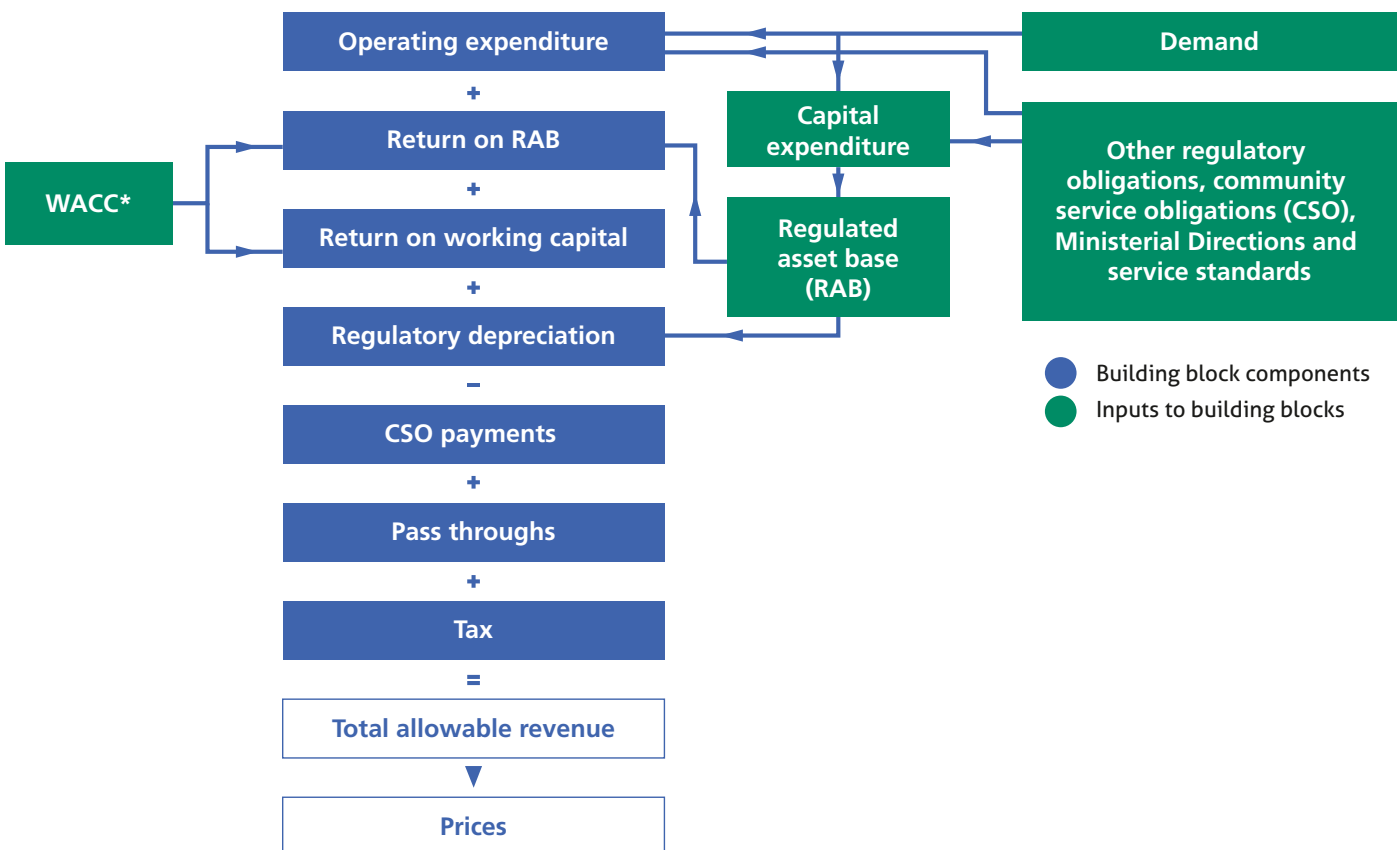 Operating expenditure
+
Return on RAB
+
Return on working capital
+
Regulatory depreciation
-
CSO payments
+
Pass throughs
+
Tax
=
Total allowable revenue
Prices
WACC*
Capital
expenditure
Regulated
asset base
(RAB)
Demand
Other regulatory
obligations, community
service obligations (CSO),
Ministerial Directions and
service standards
Building block components
Inputs to building blocks